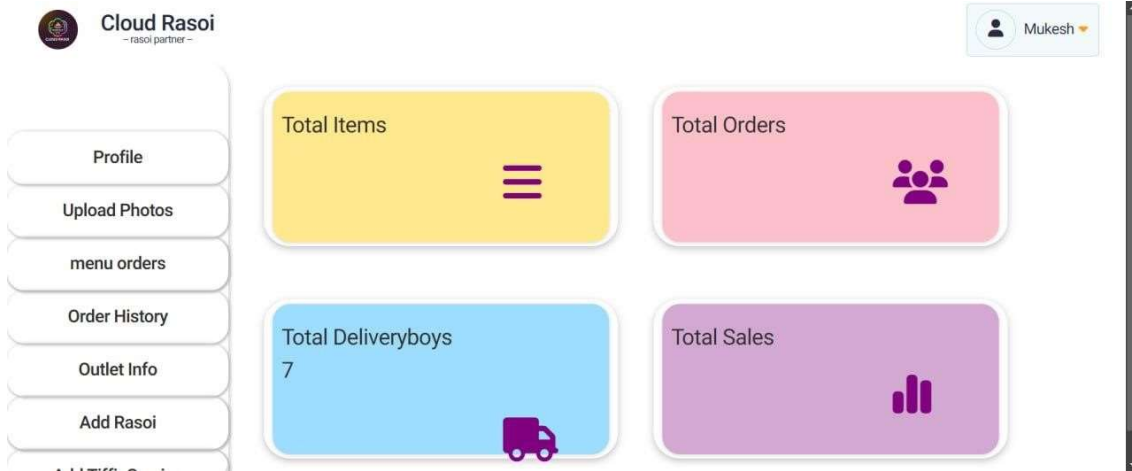 Cloud Rasoi
– rasoi partner –
Mukesh
Profile
Upload Photos
menu orders
Order History
Outlet Info
Add Rasoi
Total Items
Total Orders
Total Deliveryboys
7
Total Sales